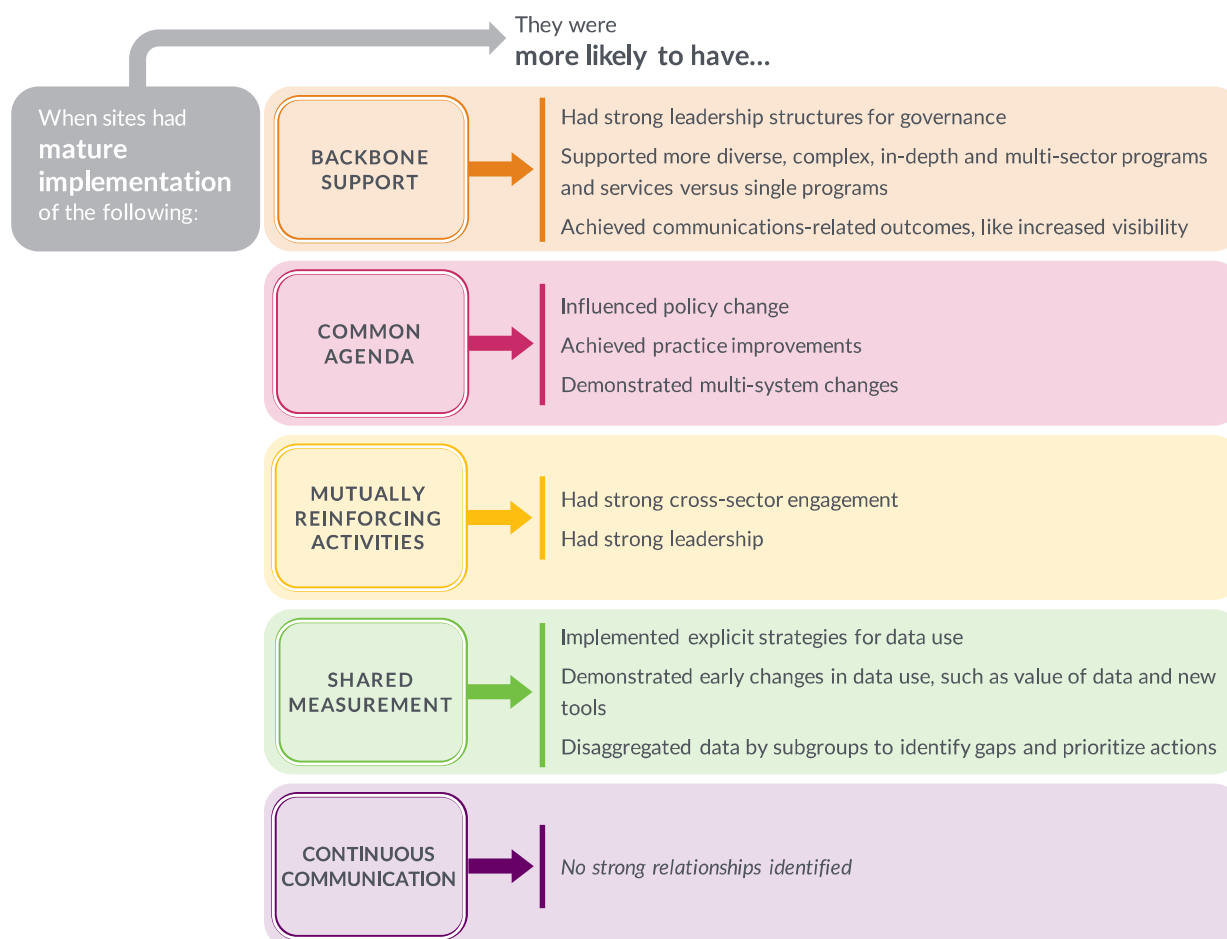 They were
more likely to have...
When sites had
mature
implementation
of the following:
BACKBONE
SUPPORT
Had strong leadership structures for governance
Supported more diverse, complex, in-depth and multi-sector programs
and services versus single programs
Achieved communications-related outcomes, like increased visibility
COMMON
AGENDA
Influenced policy change
Achieved practice improvements
Demonstrated multi-system changes
MUTUALLY
REINFORCING
ACTIVITIES
Had strong cross-sector engagement
Had strong leadership
SHARED
MEASUREMENT
Implemented explicit strategies for data use
Demonstrated early changes in data use, such as value of data and new
tools
Disaggregated data by subgroups to identify gaps and prioritize actions
CONTINUOUS
COMMUNICATION
No strong relationships identified